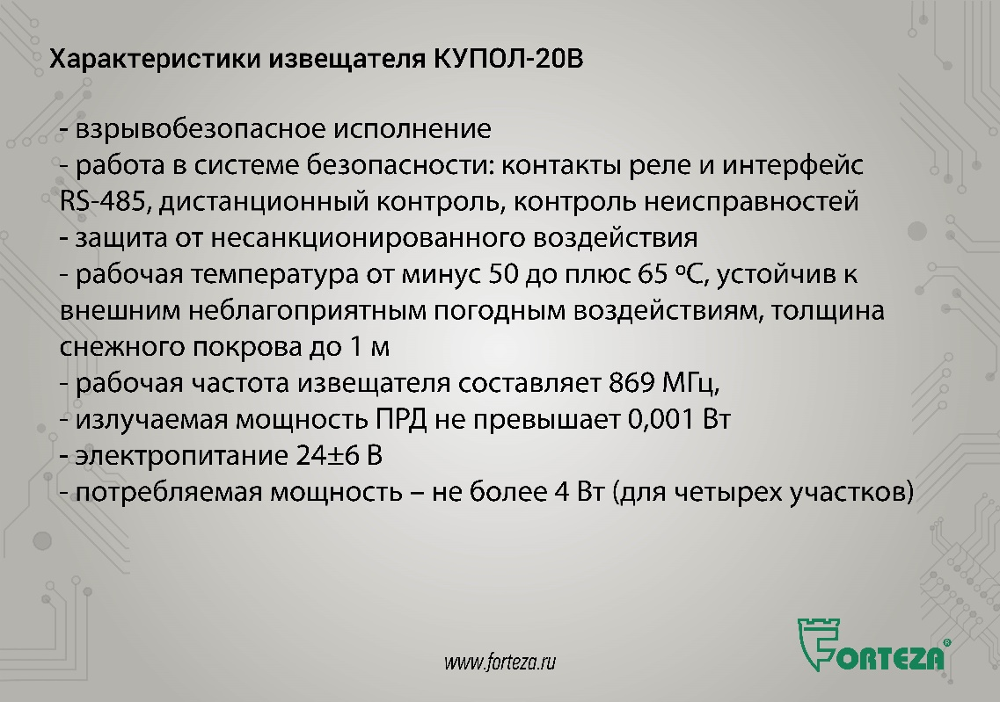 Характеристики извещателя КУПОЛ-20В
- взрывобезопасное исполнение
- работа в системе безопасности: контакты реле и интерфейс
RS-485, дистанционный контроль, контроль неисправностей
- защита от несанкционированного воздействия
- рабочая температура от минус 50 до плюс 65 ºС, устойчив к
внешним неблагоприятным погодным воздействиям, толщина
снежного покрова до 1 м
- рабочая частота извещателя составляет 869 МГц,
- излучаемая мощность ПРД не превышает 0,001 Вт
- электропитание 24±6 В
- потребляемая мощность – не более 4 Вт (для четырех участков)
www.forteza.ru
FORTEZA®